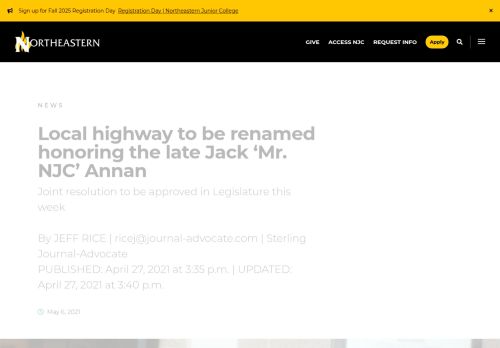 Sign up for Fall 2025 Registration Day Registration Day | Northeastern Junior College ×
NORTHEASTERN GIVE ACCESS NJC REQUEST INFO Apply
NEWS
Local highway to be renamed
honoring the late Jack ‘Mr.
NJC’ Annan
Joint resolution to be approved in Legislature this
week
By JEFF RICE | ricej@journal-advocate.com | Sterling
Journal-Advocate
PUBLISHED: April 27, 2021 at 3:35 p.m. | UPDATED:
April 27, 2021 at 3:40 p.m.
May 6, 2021